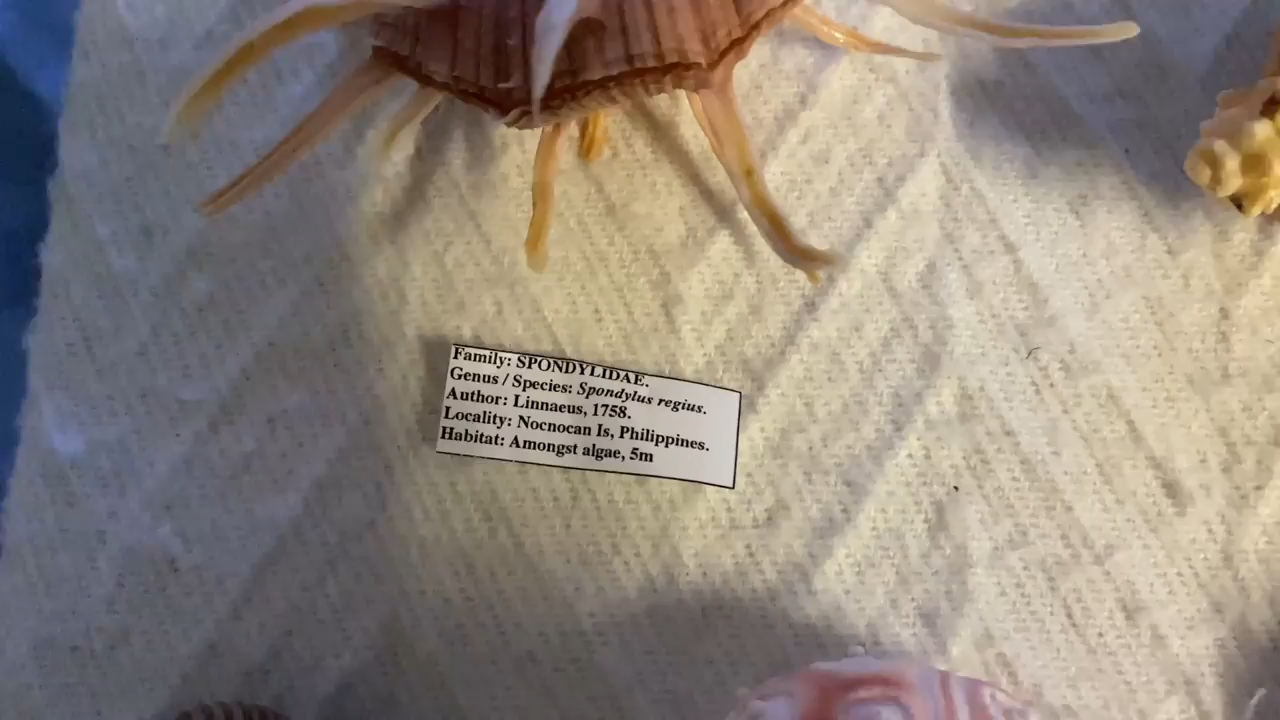 Family: SPONDYLIDAE.
Genus / Species: Spondylus regius.
Author: Linnaeus, 1758.
Locality: Nocnocan Is, Philippines.
Habitat: Amongst algae, 5m